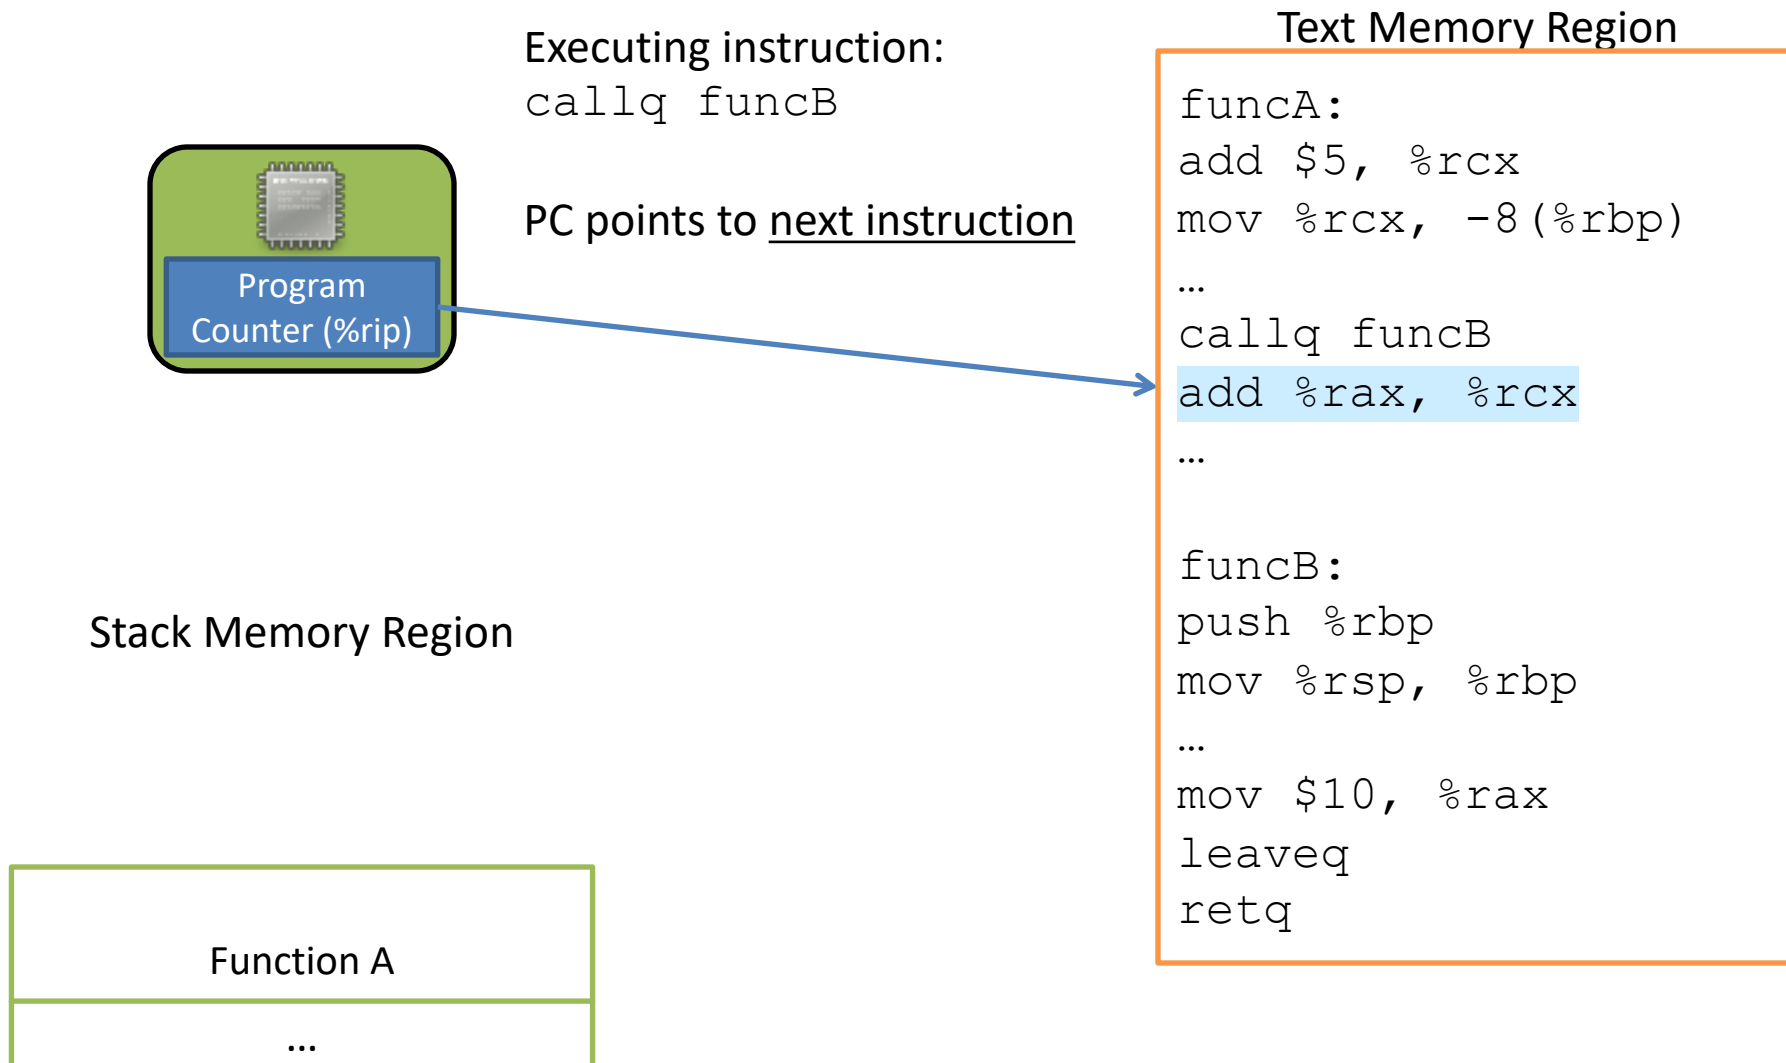 Executing instruction:
callq funcB
PC points to next instruction
Program
Counter (%rip)
Stack Memory Region
Function A
…
Text Memory Region
funcA:
add $5, %rcx
mov %rcx, -8(%rbp)
…
callq funcB
add %rax, %rcx
…
funcB:
push %rbp
mov %rsp, %rbp
…
mov $10, %rax
leaveq
retq